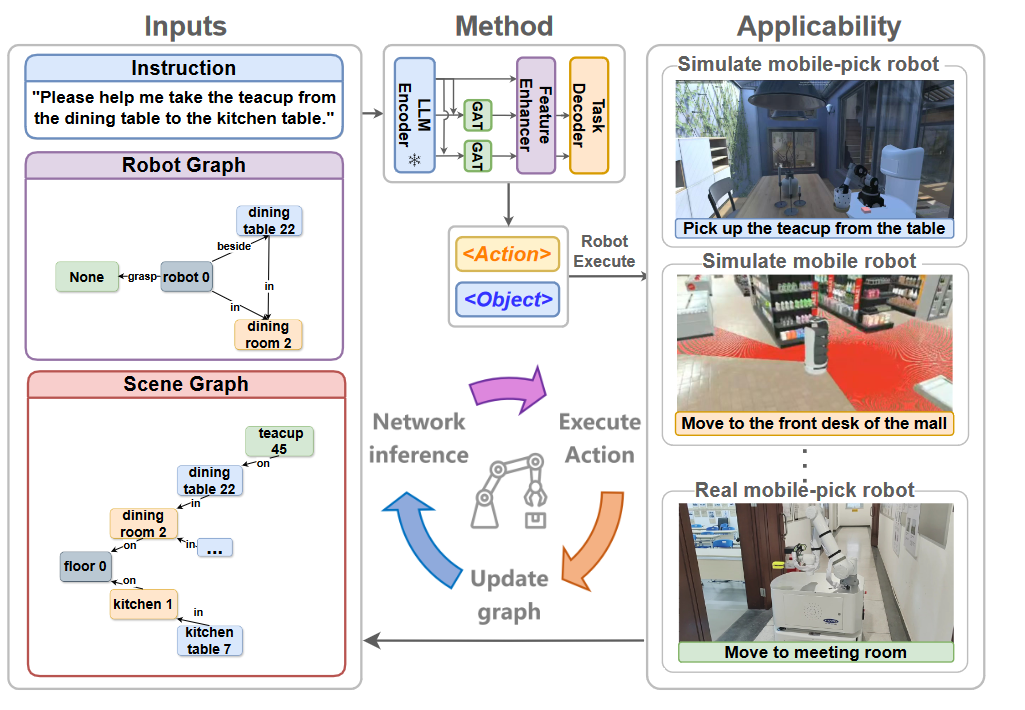 Inputs
Method
Applicability
Instruction
"Please help me take the teacup from
the dining table to the kitchen table."
Robot Graph
dining
table 22
beside
None
grasp
robot 0
in
in
dining
room 2
Scene Graph
teacup
45
on
dining
table 22
in
dining
room 2
on
in
...
floor 0
on
kitchen 1
in
kitchen
table 7
LLM
Encoder
GAT
GAT
Feature
Enhancer
Task
Decoder
<Action>
<Object>
Robot
Execute
Network
inference
Execute
Action
Update
graph
Simulate mobile-pick robot
Pick up the teacup from the table
Simulate mobile robot
Move to the front desk of the mall
Real mobile-pick robot
Move to meeting room